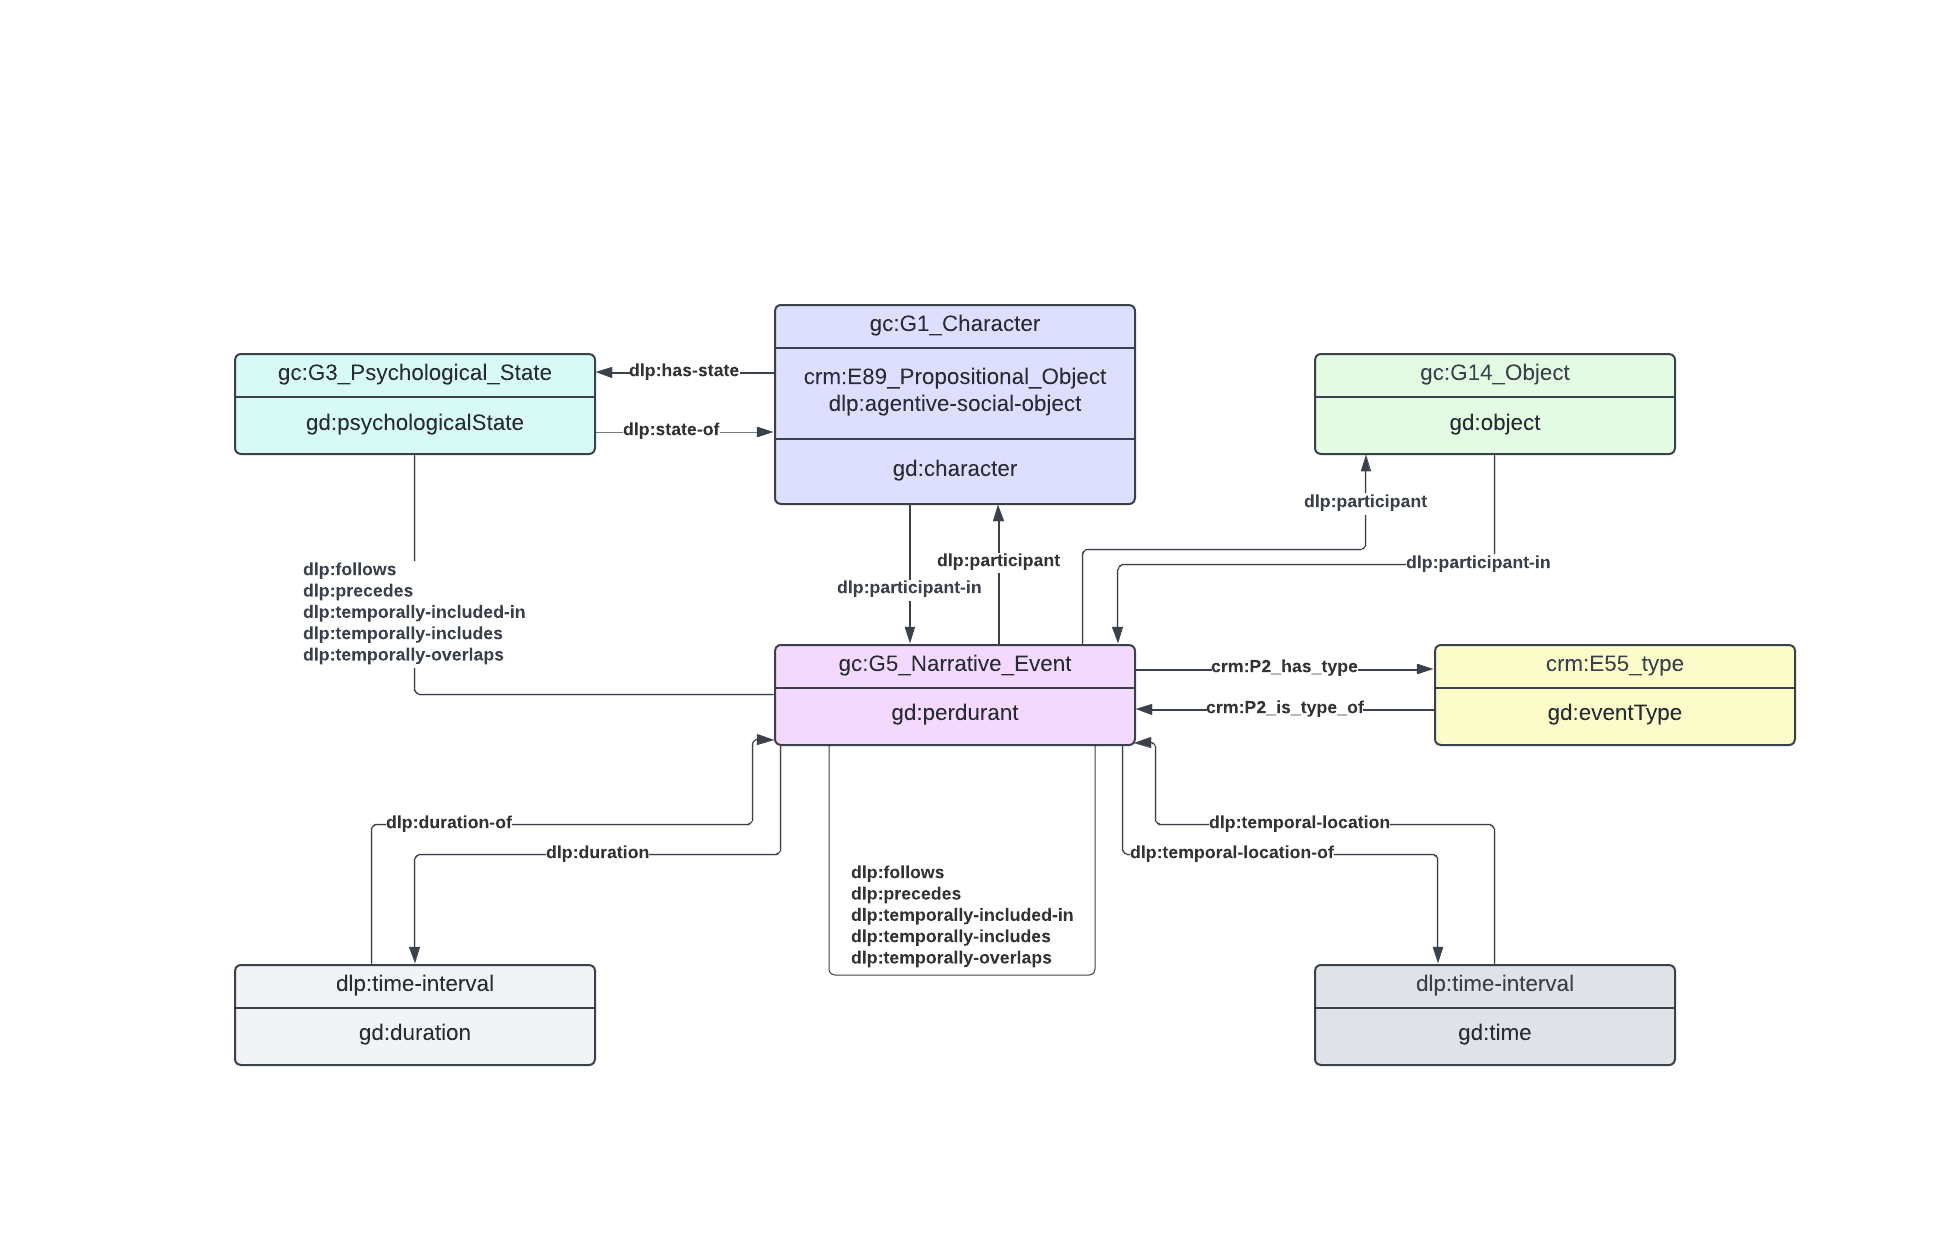 gc:G1_Character
crm:E89_Propositional_Object
dlp:agentive-social-object
gd:character
gc:G3_Psychological_State
gd:psychologicalState
dlp:has-state
dlp:state-of
gc:G14_Object
gd:object
dlp:participant
dlp:participant-in
dlp:participant
dlp:participant-in
dlp:follows
dlp:precedes
dlp:temporally-included-in
dlp:temporally-includes
dlp:temporally-overlaps
gc:G5_Narrative_Event
gd:perdurant
crm:P2_has_type
crm:P2_is_type_of
crm:E55_type
gd:eventType
dlp:duration-of
dlp:duration
dlp:temporal-location
dlp:temporal-location-of
dlp:follows
dlp:precedes
dlp:temporally-included-in
dlp:temporally-includes
dlp:temporally-overlaps
dlp:time-interval
gd:duration
dlp:time-interval
gd:time